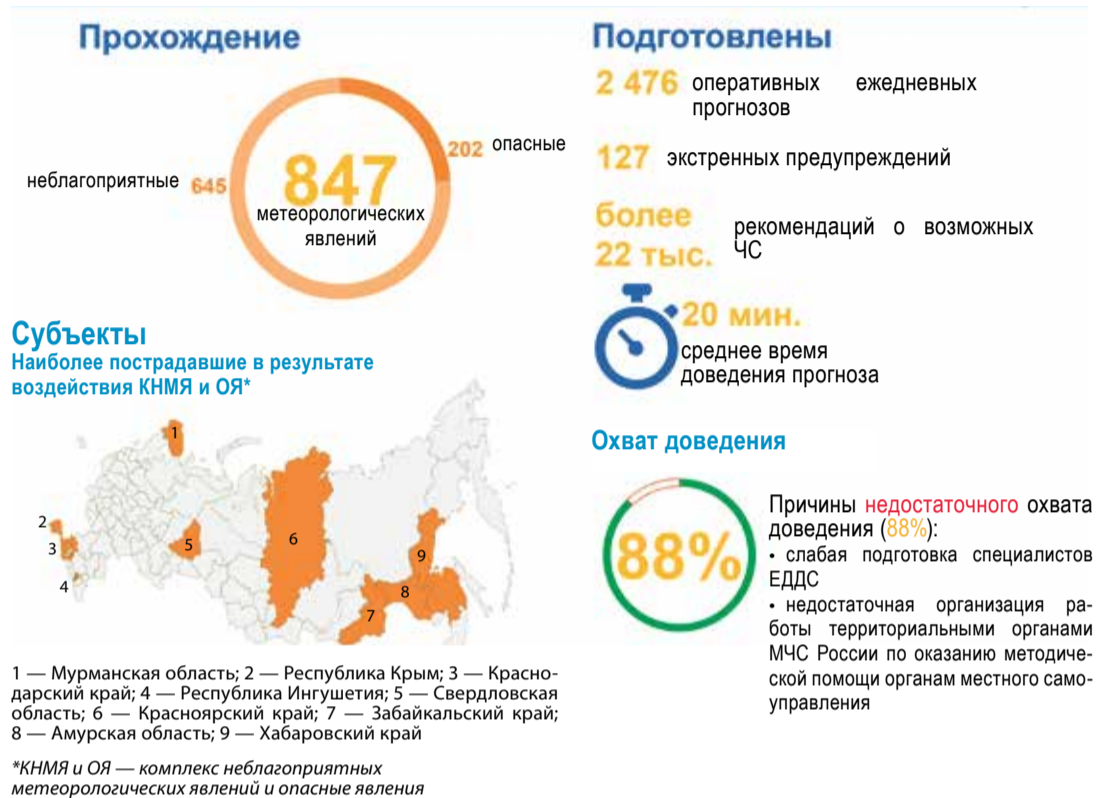 Прохождение
847
метеорологических
явлений
202 опасные
неблагоприятные 645
Субъекты
Наиболее пострадавшие в результате
воздействия КНМЯ и ОЯ*
1
2
3
4
5
6
7
8
9
1 — Мурманская область; 2 — Республика Крым; 3 — Красно-
дарский край; 4 — Республика Ингушетия; 5 — Свердловская
область; 6 — Красноярский край; 7 — Забайкальский край;
8 — Амурская область; 9 — Хабаровский край
*КНМЯ и ОЯ — комплекс неблагоприятных
метеорологических явлений и опасные явления
Подготовлены
2 476 оперативных ежедневных
прогнозов
127 экстренных предупреждений
более
22 тыс.
рекомендаций о возможных
ЧС
20 мин.
среднее время
доведения прогноза
Охват доведения
88%
Причины недостаточного охвата
доведения (88%):
• слабая подготовка специалистов
ЕДДС
• недостаточная организация ра-
боты территориальными органами
МЧС России по оказанию методиче-
ской помощи органам местного само-
управления